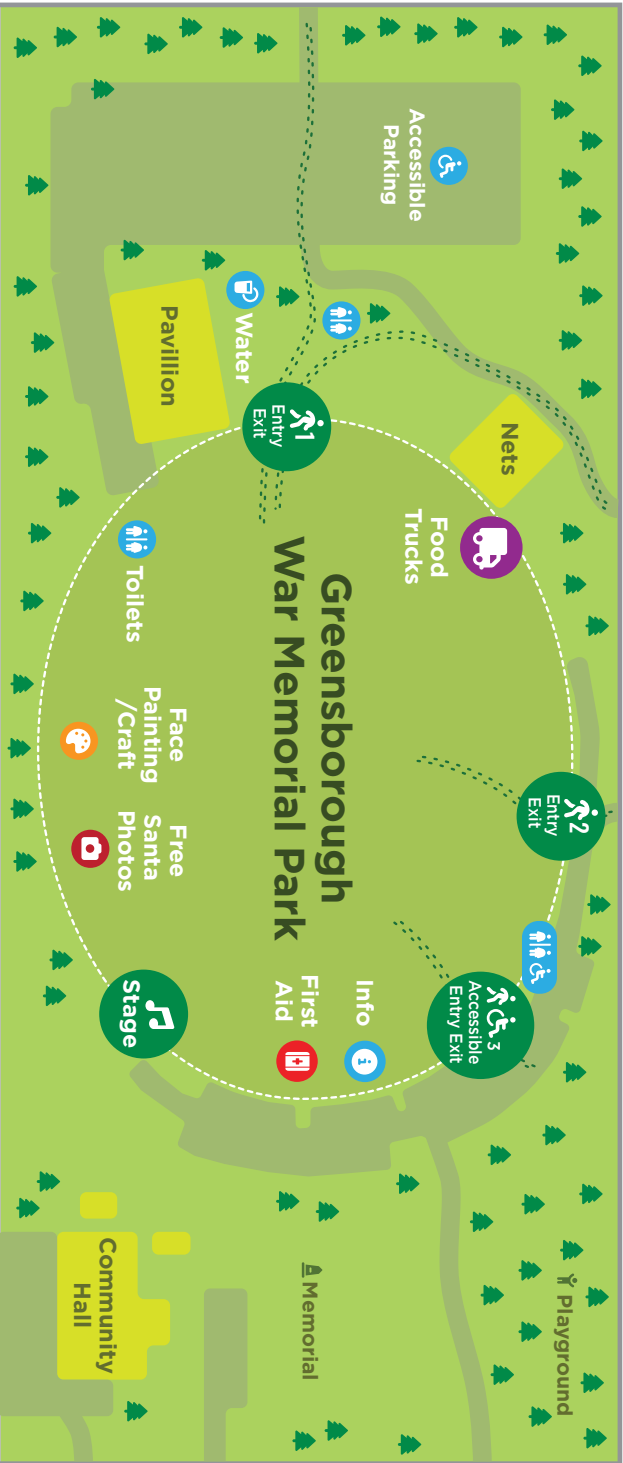 Accessible
Parking
Water
Pavillion
1
Entry
Exit
Nets
Food
Trucks
Toilets
Greensborough
War Memorial Park
Face
Painting
/Craft
Free
Santa
Photos
2
Entry
Exit
3
Accessible
Entry Exit
Info
First
Aid
Stage
Playground
Memorial
Community
Hall